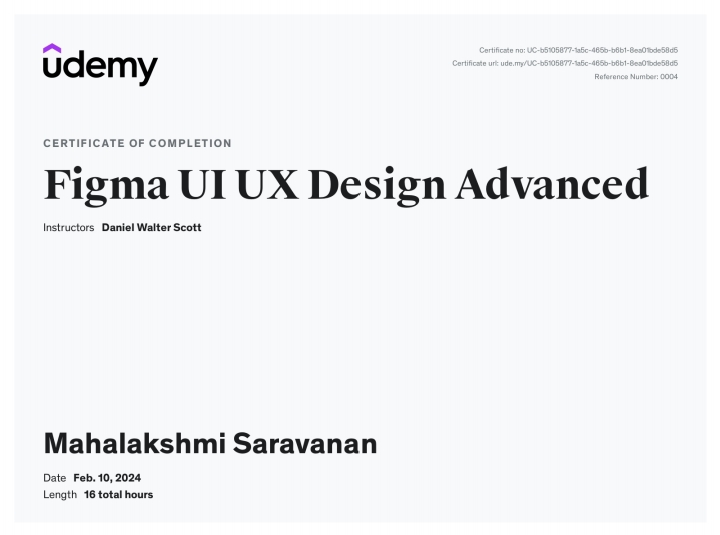 udemy
Certificate no: UC-b5105877-1a5c-465b-b6b1-8ea01bde58d5
Certificate url: ude.my/UC-b5105877-1a5c-465b-b6b1-8ea01bde58d5
Reference Number: 0004
CERTIFICATE OF COMPLETION
Figma UI UX Design Advanced
Instructors Daniel Walter Scott
Mahalakshmi Saravanan
Date Feb. 10, 2024
Length 16 total hours